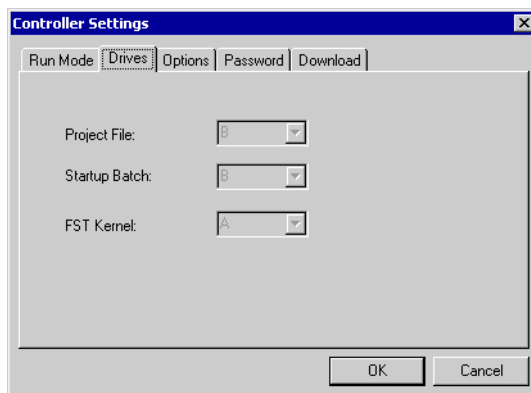 Controller Settings
Run Mode Drives Options Password Download
Project File: B
Startup Batch: B
FST Kernel: A
OK Cancel